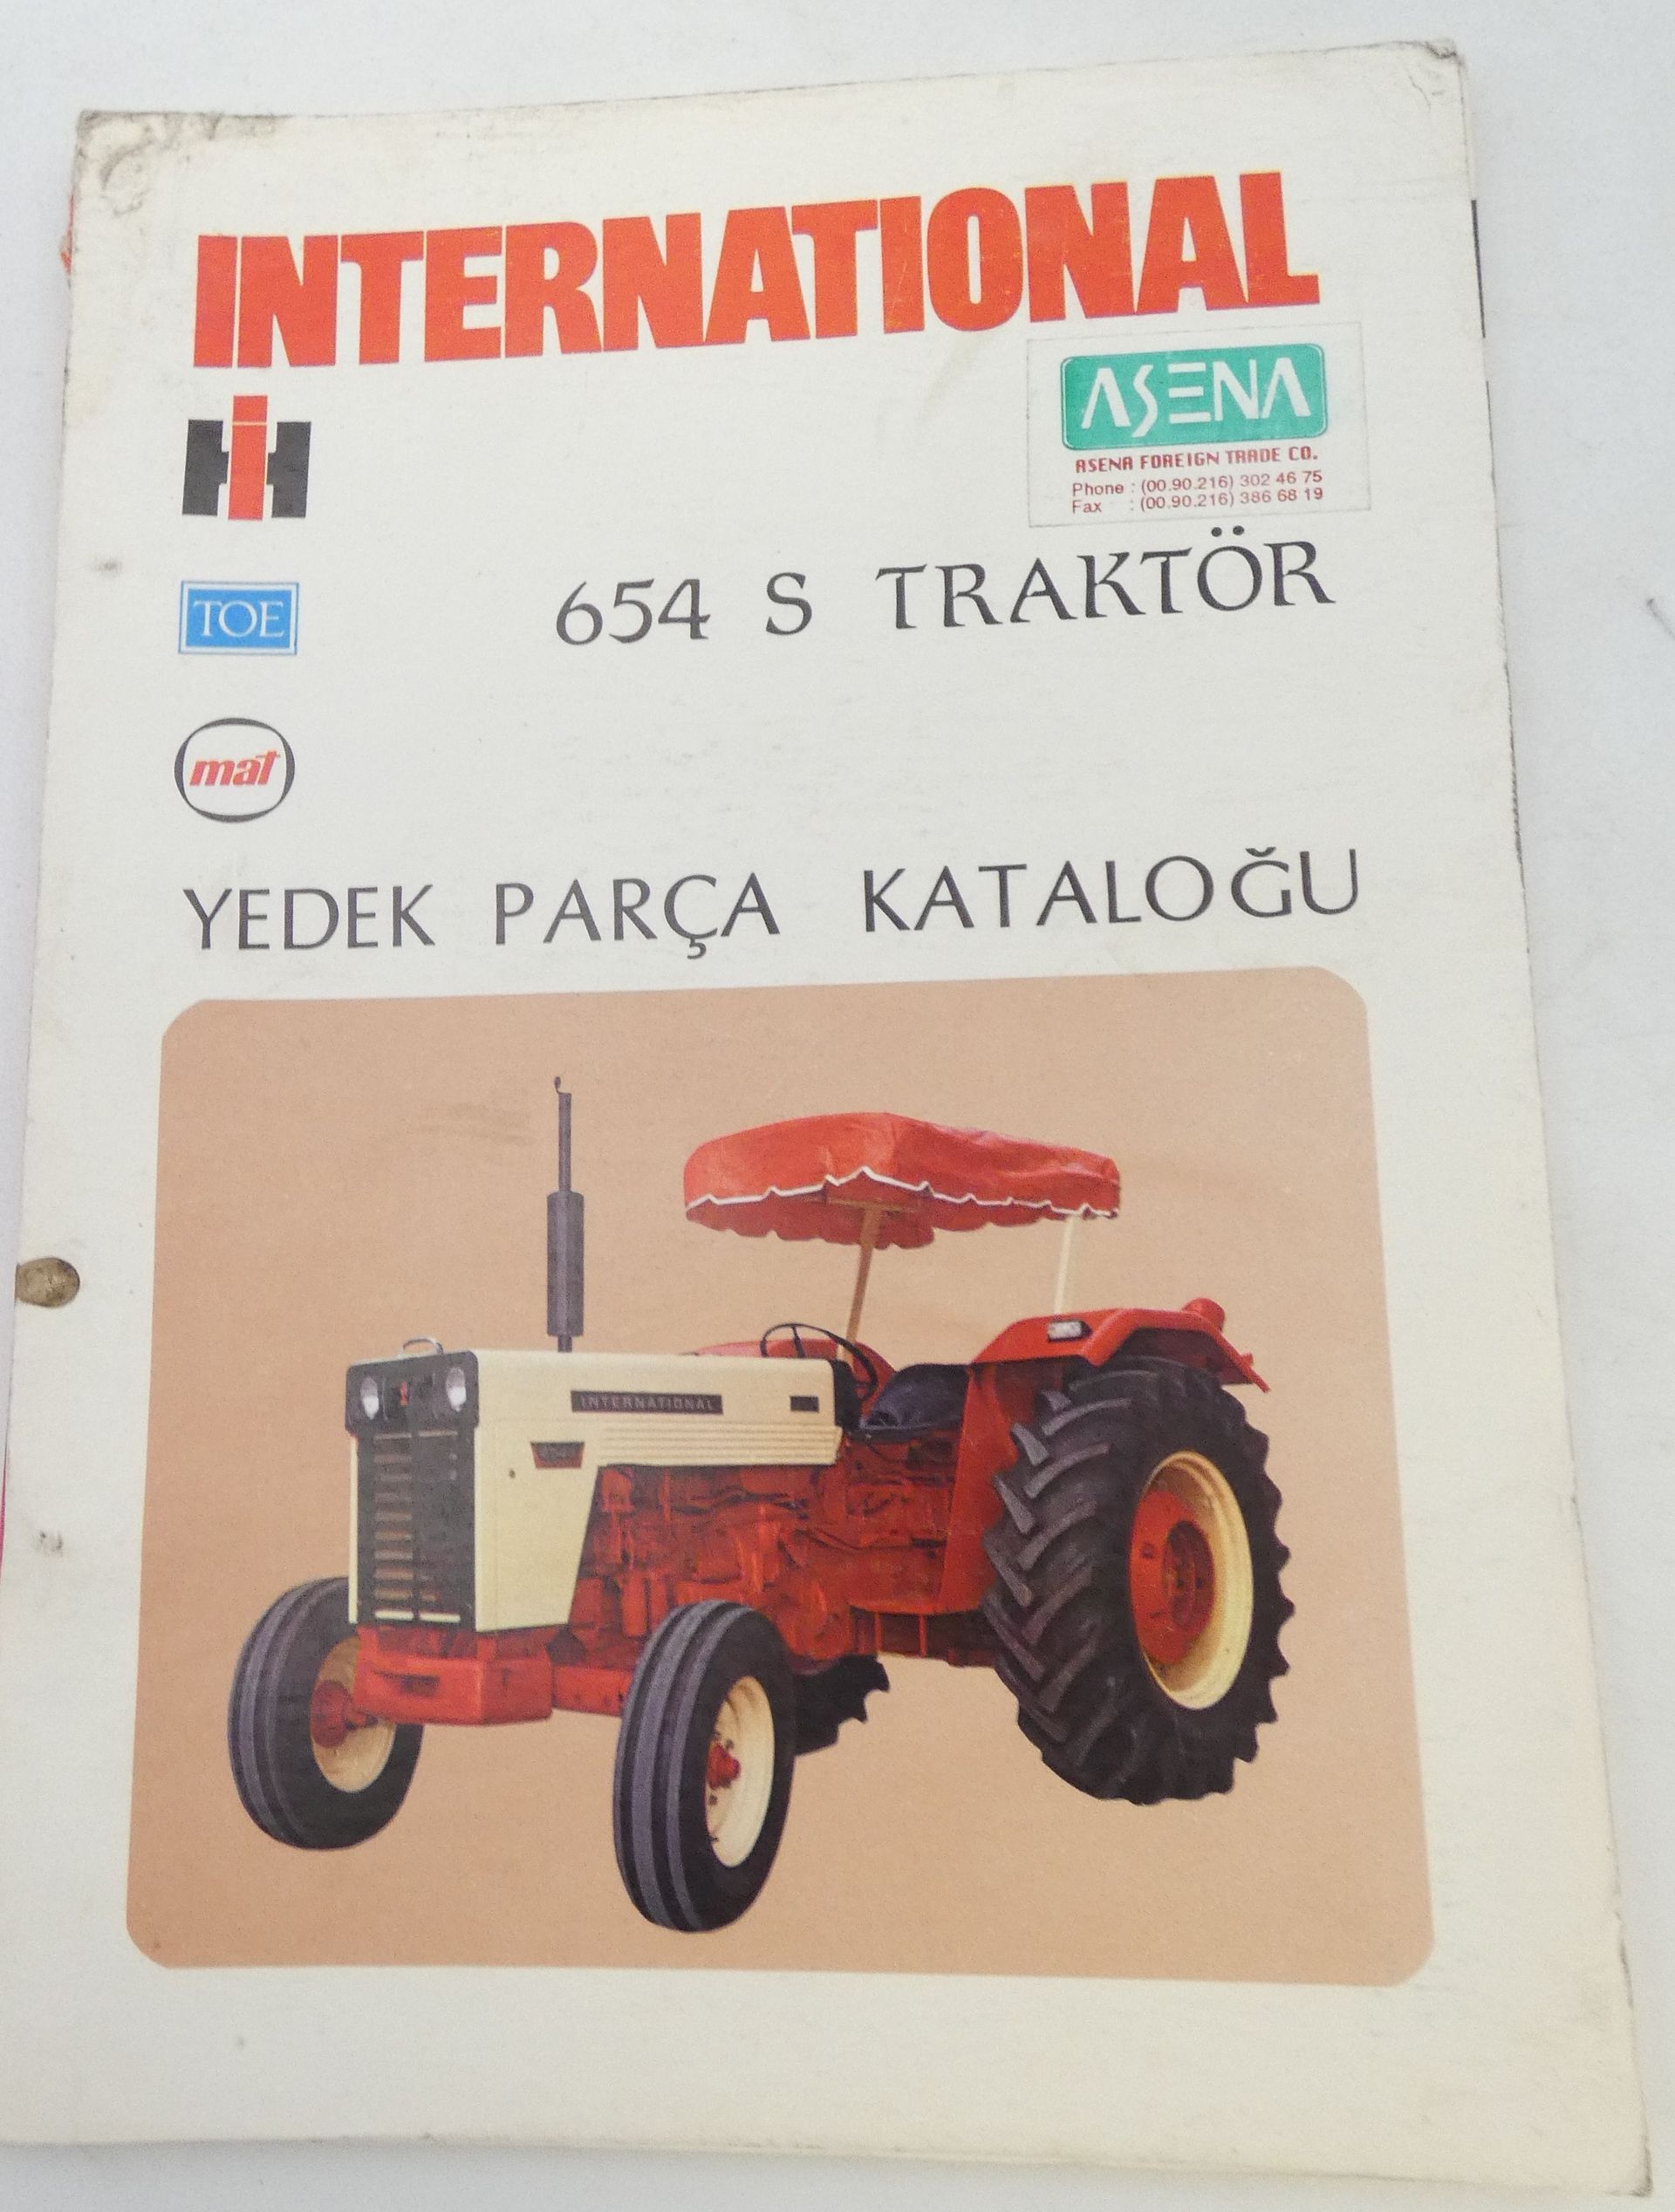 INTERNATIONAL
IH
ASENA
ASENA FOREIGN TRADE CO.
Phone : (00.90.216) 302 46 75
Fax : (00.90.216) 386 68 19
TOE
654 S TRAKTÖR
mat
YEDEK PARÇA KATALOĞU
INTERNATIONAL